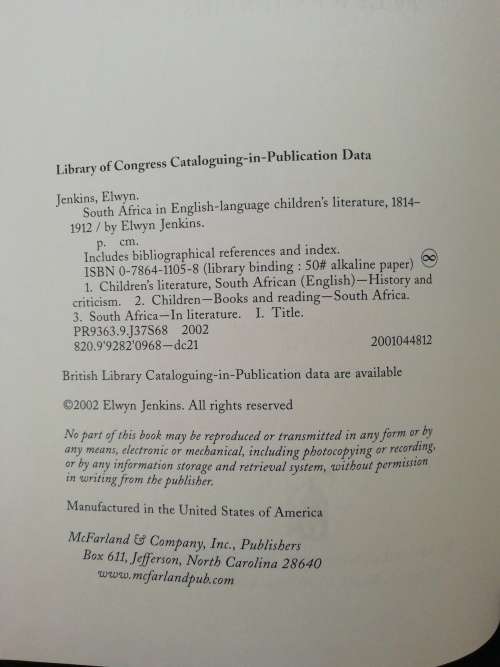 Library of Congress Cataloguing-in-Publication Data
Jenkins, Elwyn.
South Africa in English-language children's literature, 1814–
1912 / by Elwyn Jenkins.
p. cm.
Includes bibliographical references and index.
ISBN 0-7864-1105-8 (library binding : 50# alkaline paper) ∞
1. Children's literature, South African (English)—History and
criticism. 2. Children—Books and reading—South Africa.
3. South Africa—In literature. I. Title.
PR9363.9.J37S68 2002
820.9'9282'0968—dc21 2001044812
British Library Cataloguing-in-Publication data are available
©2002 Elwyn Jenkins. All rights reserved
No part of this book may be reproduced or transmitted in any form or by
any means, electronic or mechanical, including photocopying or recording,
or by any information storage and retrieval system, without permission
in writing from the publisher.
Manufactured in the United States of America
McFarland & Company, Inc., Publishers
Box 611, Jefferson, North Carolina 28640
www.mcfarlandpub.com